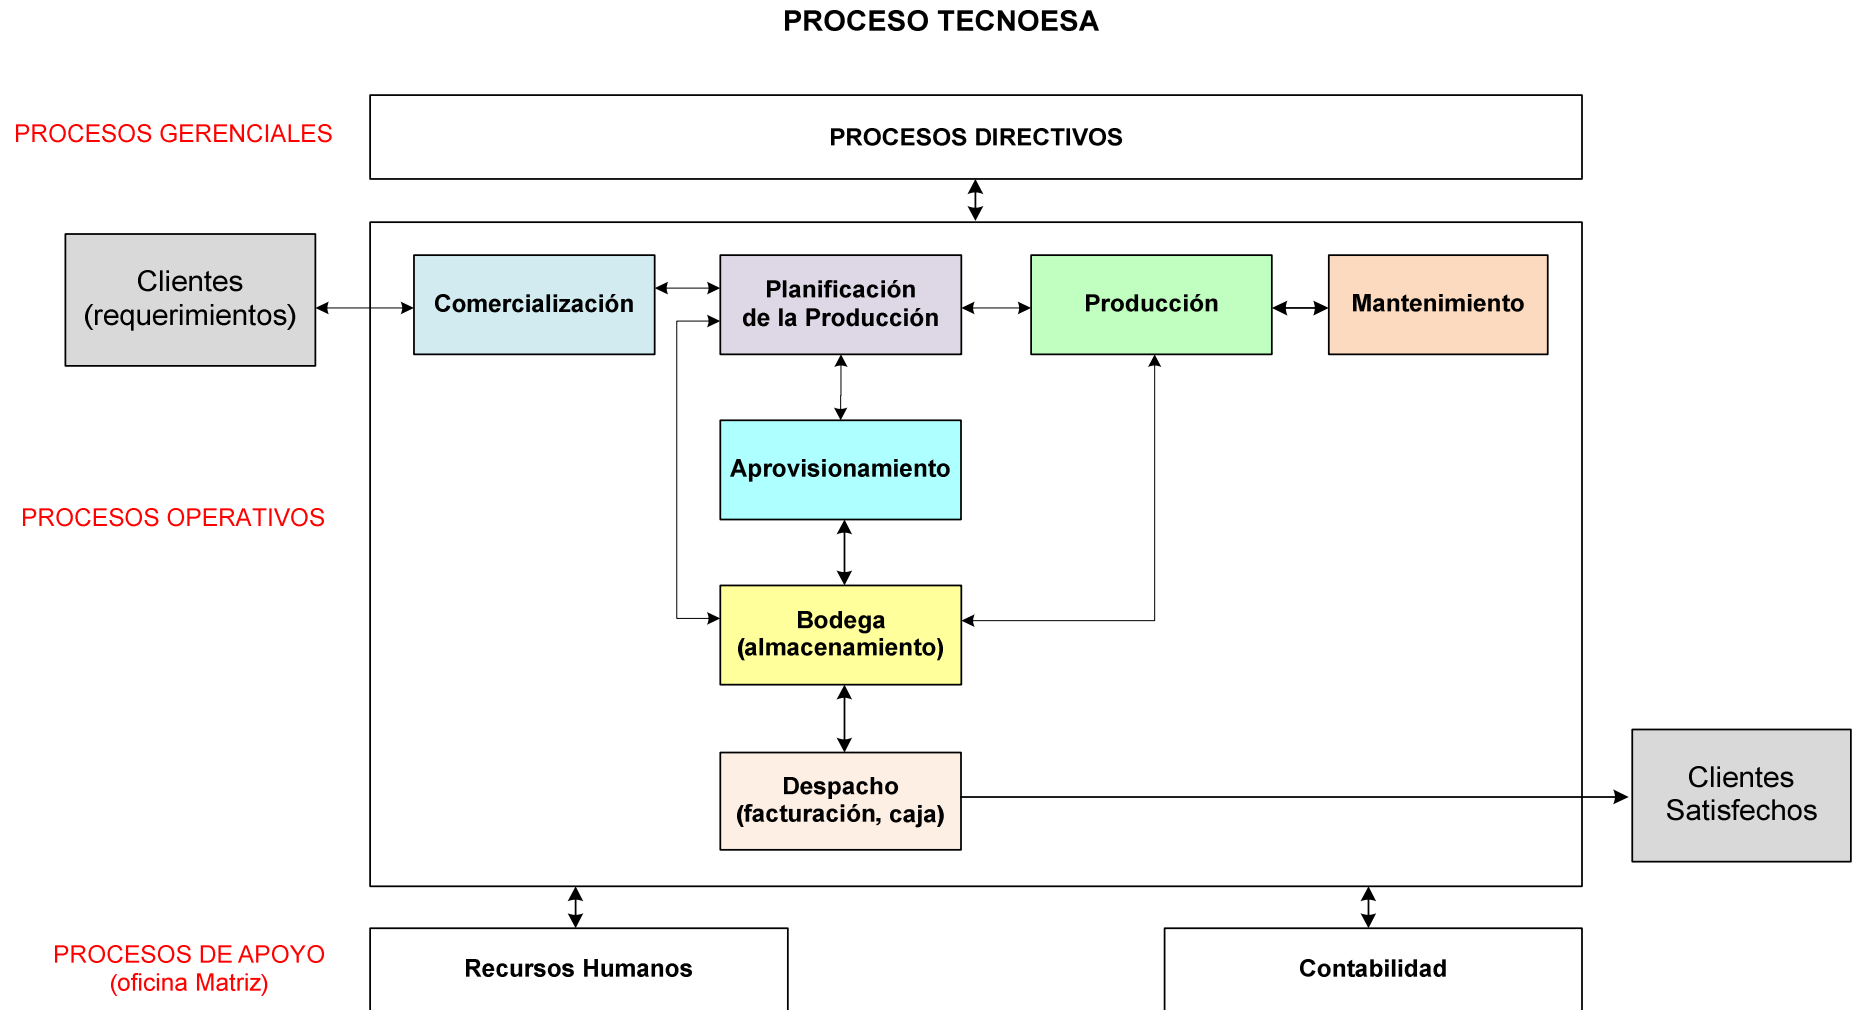 PROCESO TECNOESA
PROCESOS GERENCIALES
PROCESOS DIRECTIVOS
Clientes
(requerimientos)
Comercialización
Planificación
de la Producción
Producción
Mantenimiento
Aprovisionamiento
PROCESOS OPERATIVOS
Bodega
(almacenamiento)
Despacho
(facturación, caja)
Clientes
Satisfechos
PROCESOS DE APOYO
(oficina Matriz)
Recursos Humanos
Contabilidad